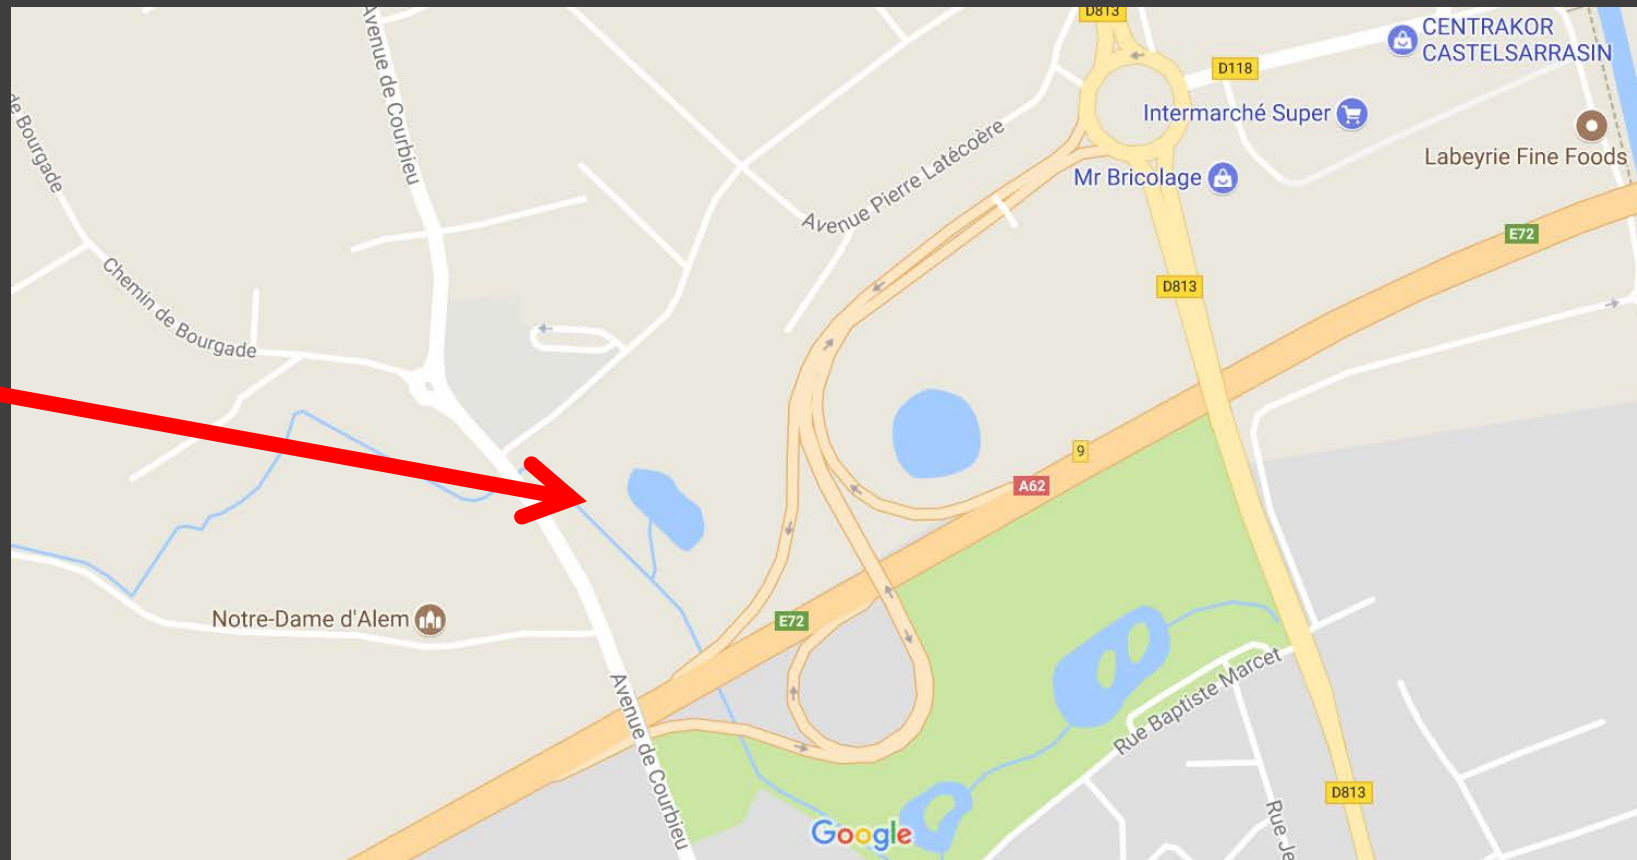 D813
CENTRAKOR
CASTELSARRASIN
D118
Avenue de Courbieu
de Bourgade
Intermarché Super
Labeyrie Fine Foods
Avenue Pierre Latécoère
Mr Bricolage
E72
D813
Chemin de Bourgade
9
A62
Notre-Dame d'Alem
E72
Rue Baptiste Marcet
Avenue de Courbieu
D813
Rue Je
Google